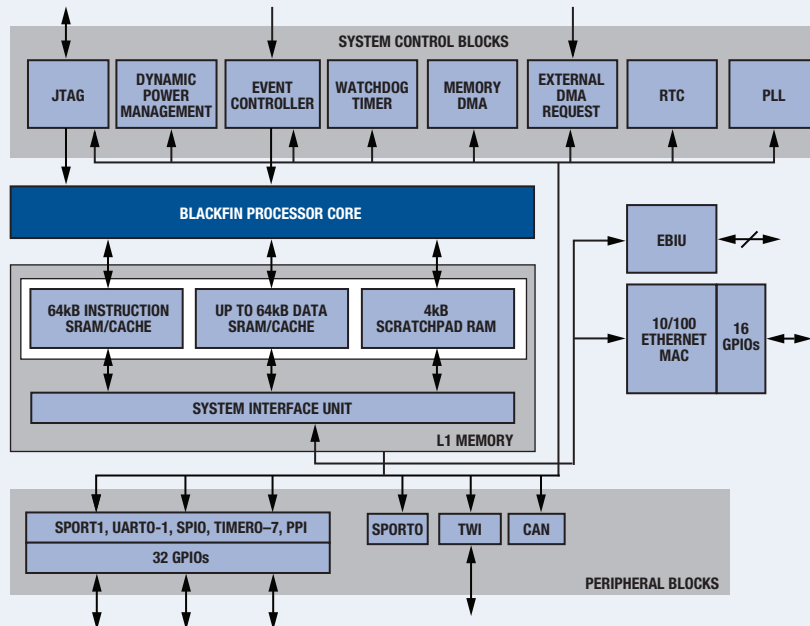 SYSTEM CONTROL BLOCKS
JTAG
DYNAMIC
POWER
MANAGEMENT
EVENT
CONTROLLER
WATCHDOG
TIMER
MEMORY
DMA
EXTERNAL
DMA
REQUEST
RTC
PLL
BLACKFIN PROCESSOR CORE
EBIU
64kB INSTRUCTION
SRAM/CACHE
UP TO 64kB DATA
SRAM/CACHE
4kB
SCRATCHPAD RAM
10/100
ETHERNET
MAC
16
GPIOs
SYSTEM INTERFACE UNIT
L1 MEMORY
SPORT1, UARTO-1, SPIO, TIMERO–7, PPI
32 GPIOs
SPORTO
TWI
CAN
PERIPHERAL BLOCKS